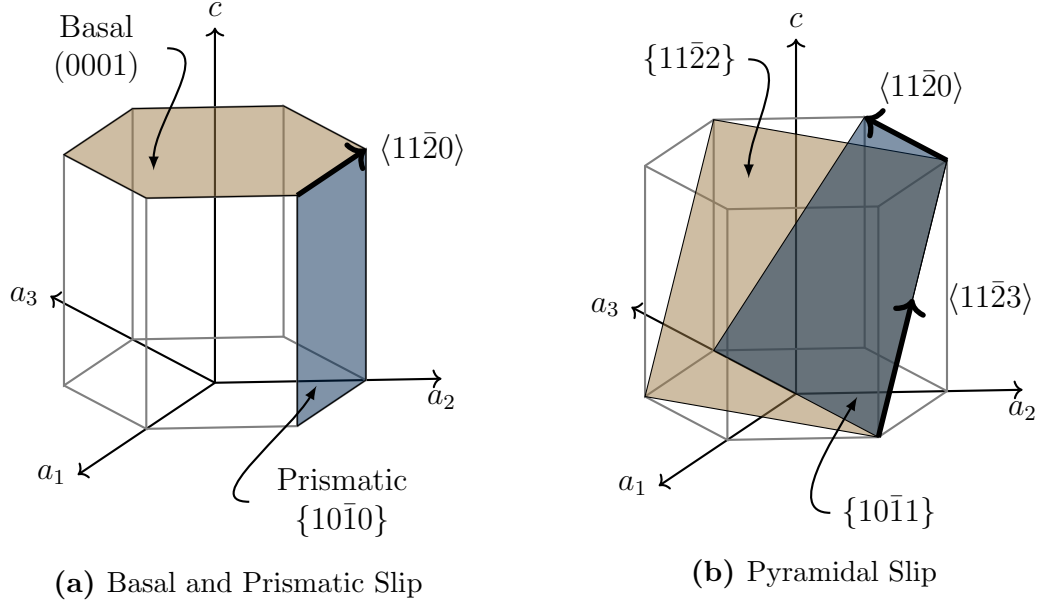 c
Basal
(0001)
⟨112̄0⟩
a₃
a₂
a₁
Prismatic
{101̄0}
(a) Basal and Prismatic Slip
c
{112̄2}
⟨112̄0⟩
⟨112̄3⟩
a₃
a₂
a₁
{101̄1}
(b) Pyramidal Slip